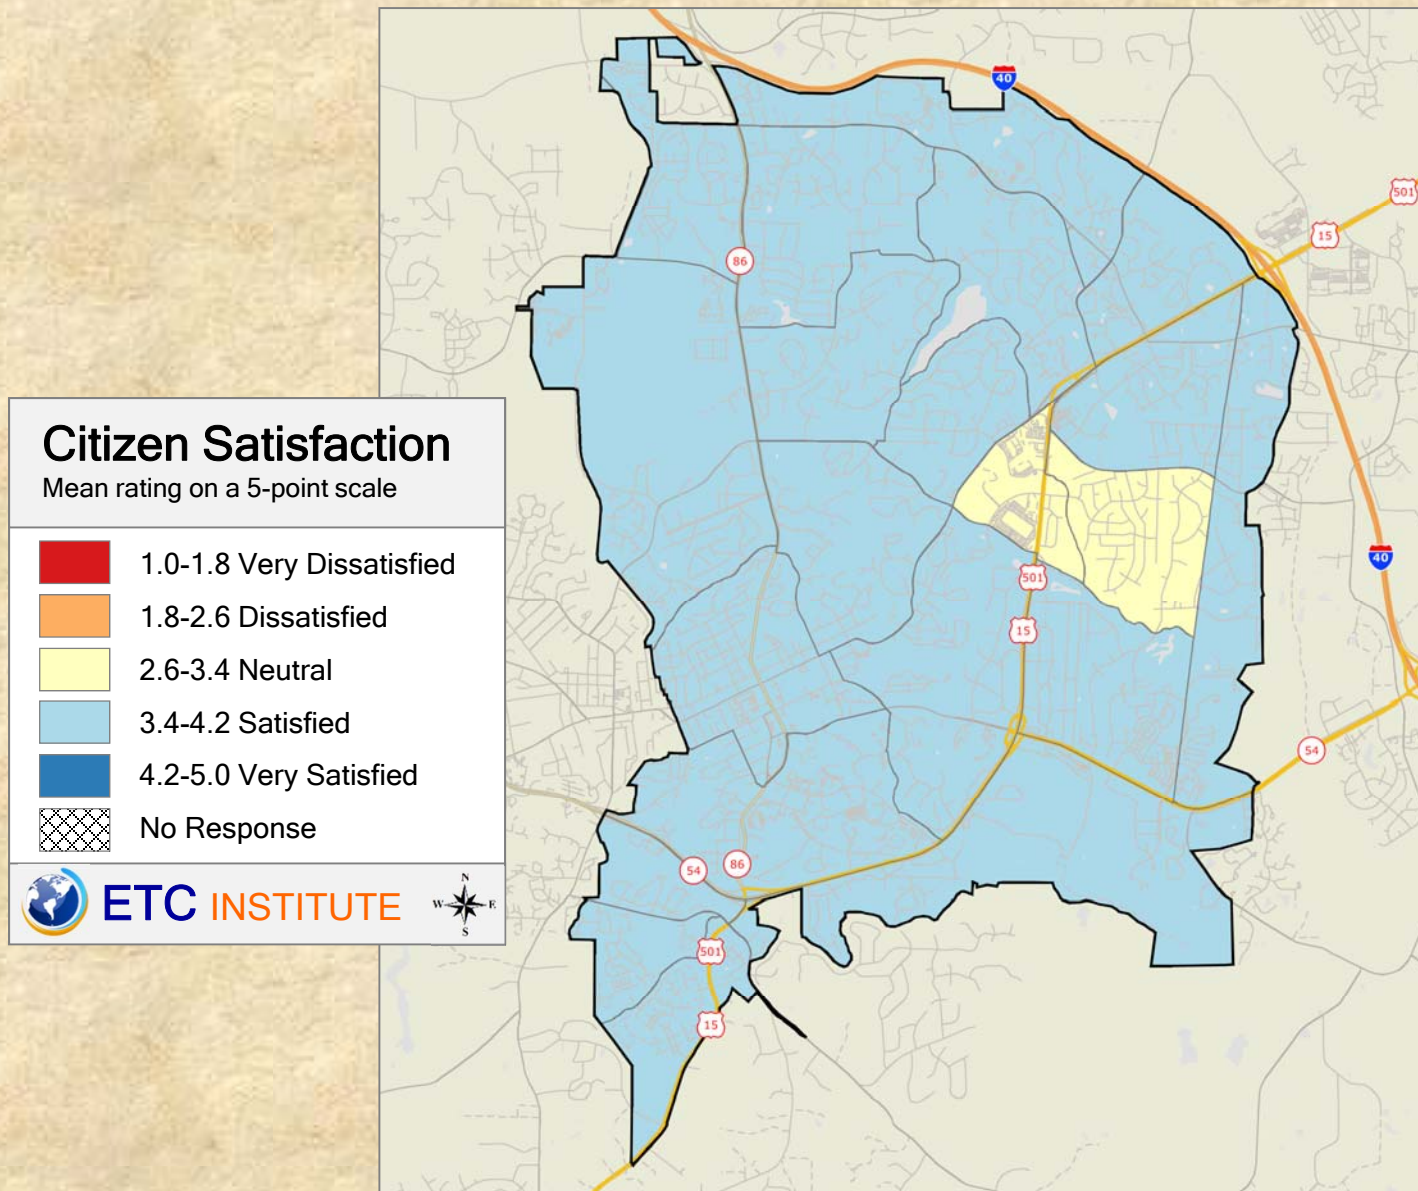 40
501
15
86
Citizen Satisfaction
Mean rating on a 5-point scale
1.0-1.8 Very Dissatisfied
1.8-2.6 Dissatisfied
2.6-3.4 Neutral
3.4-4.2 Satisfied
4.2-5.0 Very Satisfied
No Response
ETC INSTITUTE
N
W E
S
40
501
15
54
54
86
501
15